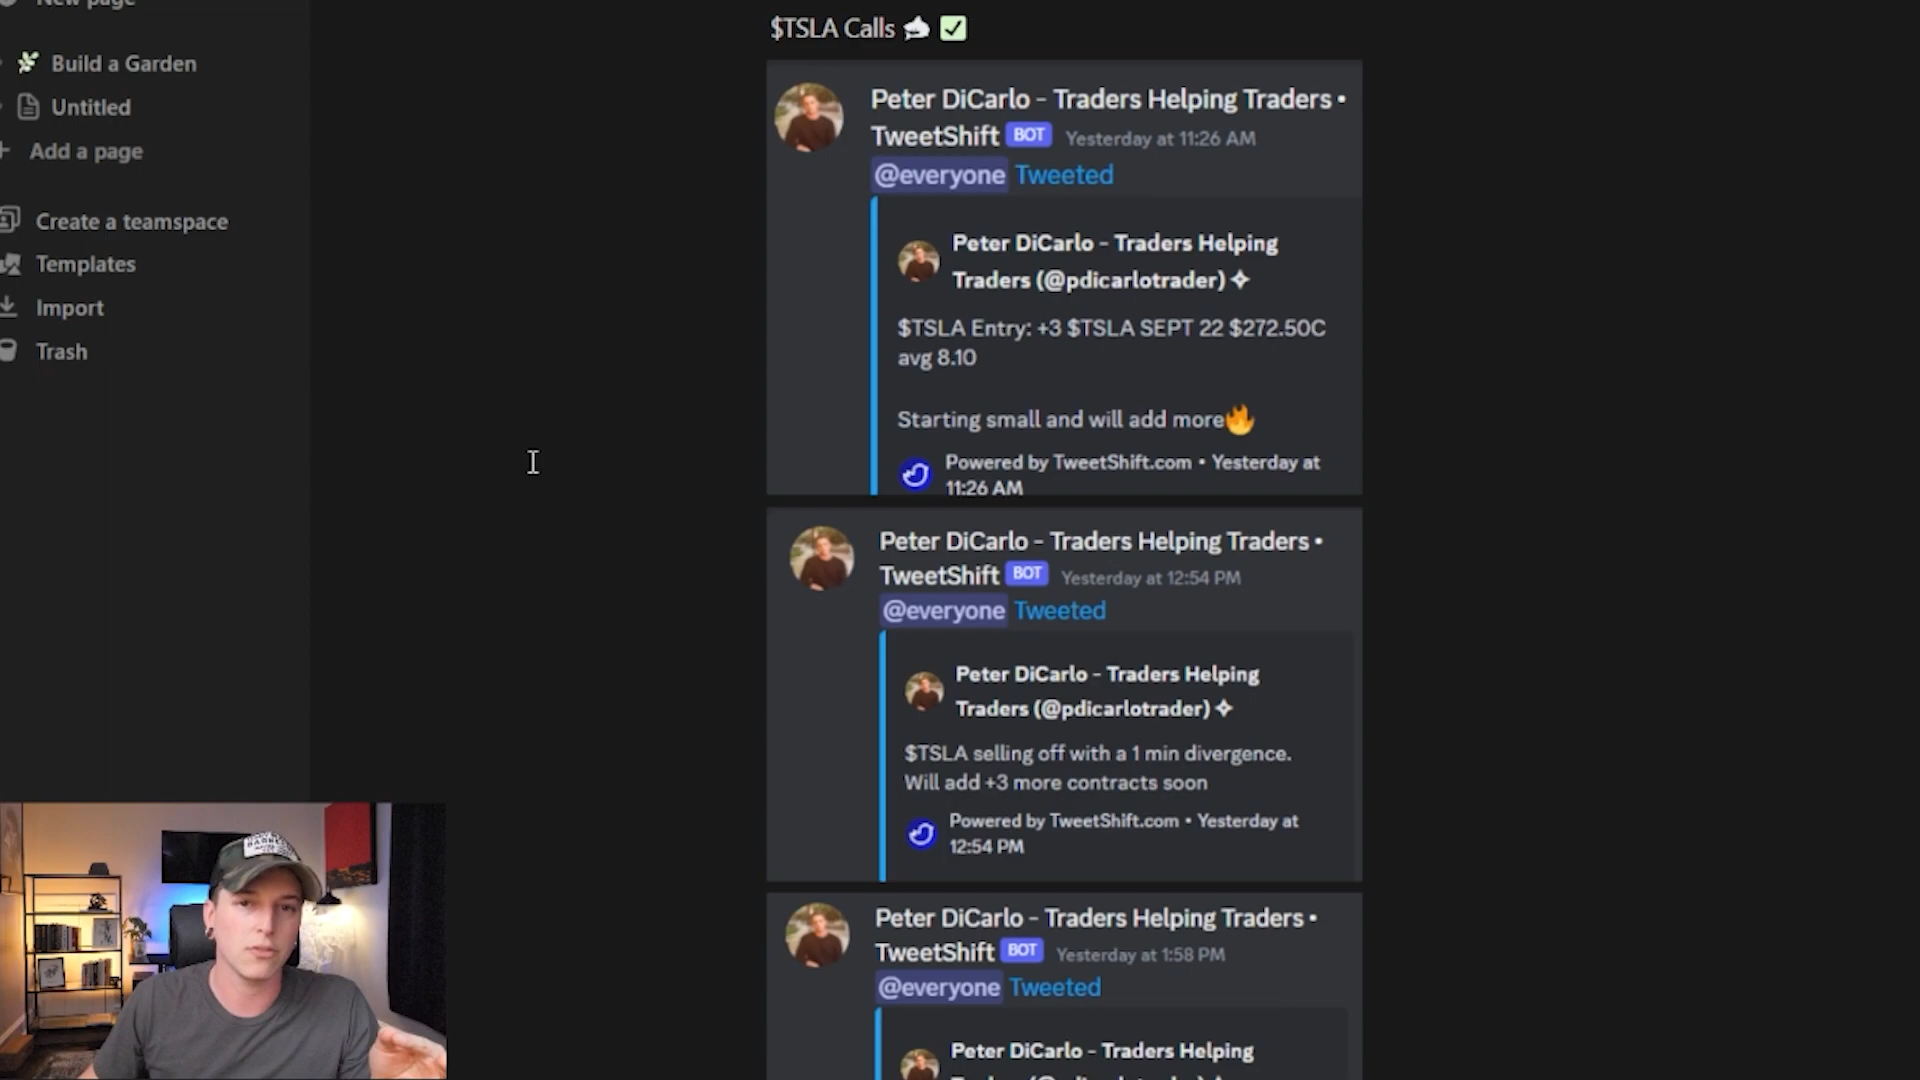 New page
Build a Garden
Untitled
Add a page
Create a teamspace
Templates
Import
Trash
$TSLA Calls
Peter DiCarlo - Traders Helping Traders •
TweetShift BOT Yesterday at 11:26 AM
@everyone Tweeted
Peter DiCarlo - Traders Helping
Traders (@pdicarlotrader)
$TSLA Entry: +3 $TSLA SEPT 22 $272.50C
avg 8.10
Starting small and will add more🔥
Powered by TweetShift.com • Yesterday at
11:26 AM
Peter DiCarlo - Traders Helping Traders •
TweetShift BOT Yesterday at 12:54 PM
@everyone Tweeted
Peter DiCarlo - Traders Helping
Traders (@pdicarlotrader)
$TSLA selling off with a 1 min divergence.
Will add +3 more contracts soon
Powered by TweetShift.com • Yesterday at
12:54 PM
Peter DiCarlo - Traders Helping Traders •
TweetShift BOT Yesterday at 1:58 PM
@everyone Tweeted
Peter DiCarlo - Traders Helping